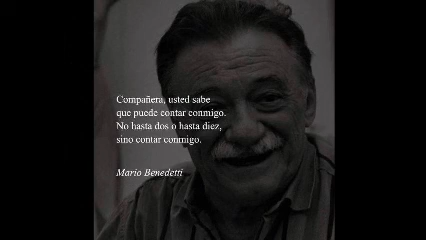 Compañera, usted sabe
que puede contar conmigo.
No hasta dos o hasta diez,
sino contar conmigo.
Mario Benedetti